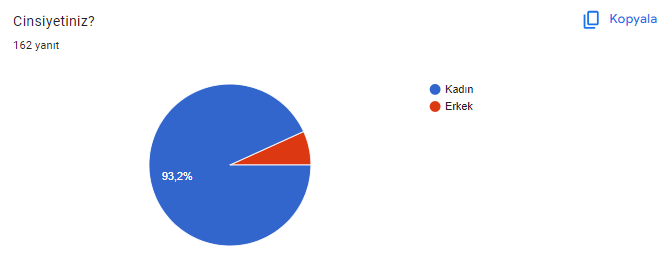 Cinsiyetiniz?
Kopyala
162 yanıt
Kadın
Erkek
93,2%